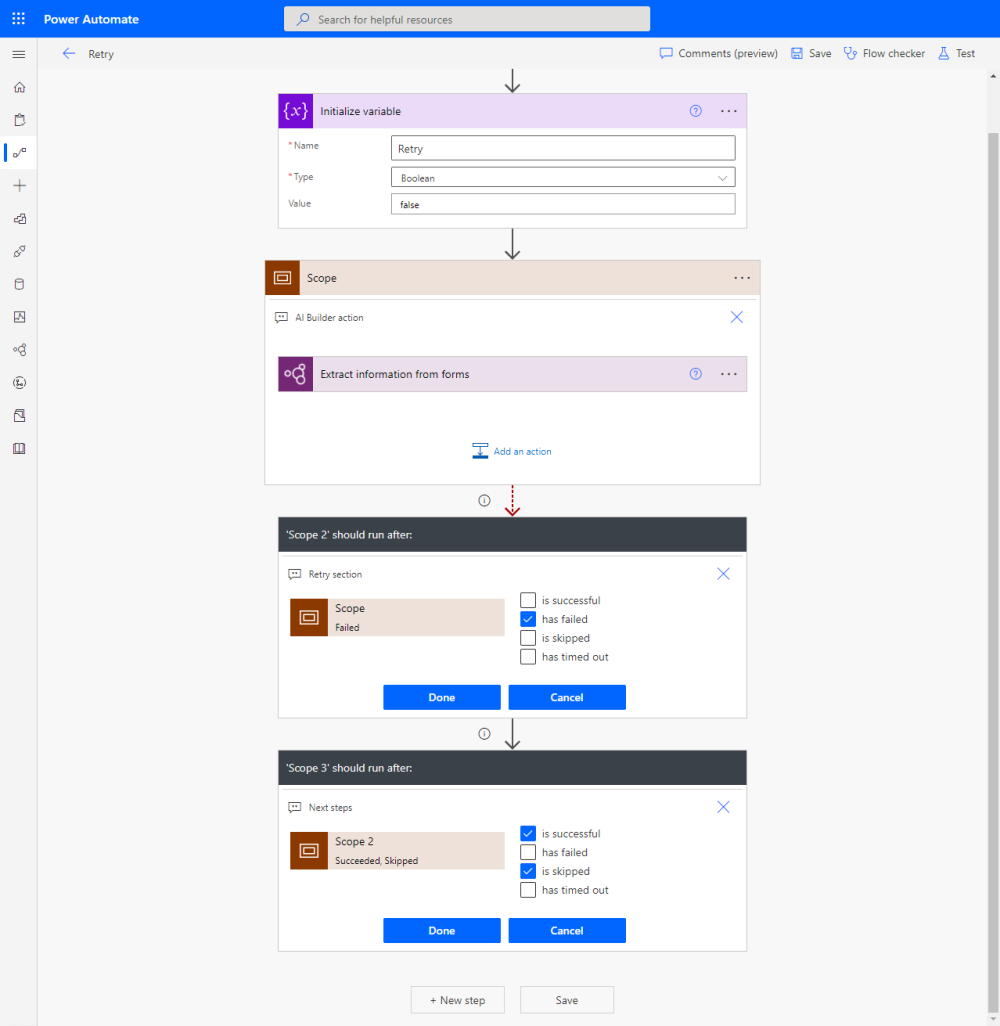 Power Automate
Search for helpful resources
Retry
Comments (preview)
Save
Flow checker
Test
{x}
Initialize variable
* Name
Retry
* Type
Boolean
Value
false
Scope
AI Builder action
Extract information from forms
Add an action
'Scope 2' should run after:
Retry section
Scope
Failed
is successful
has failed
is skipped
has timed out
Done
Cancel
'Scope 3' should run after:
Next steps
Scope 2
Succeeded, Skipped
is successful
has failed
is skipped
has timed out
Done
Cancel
+ New step
Save